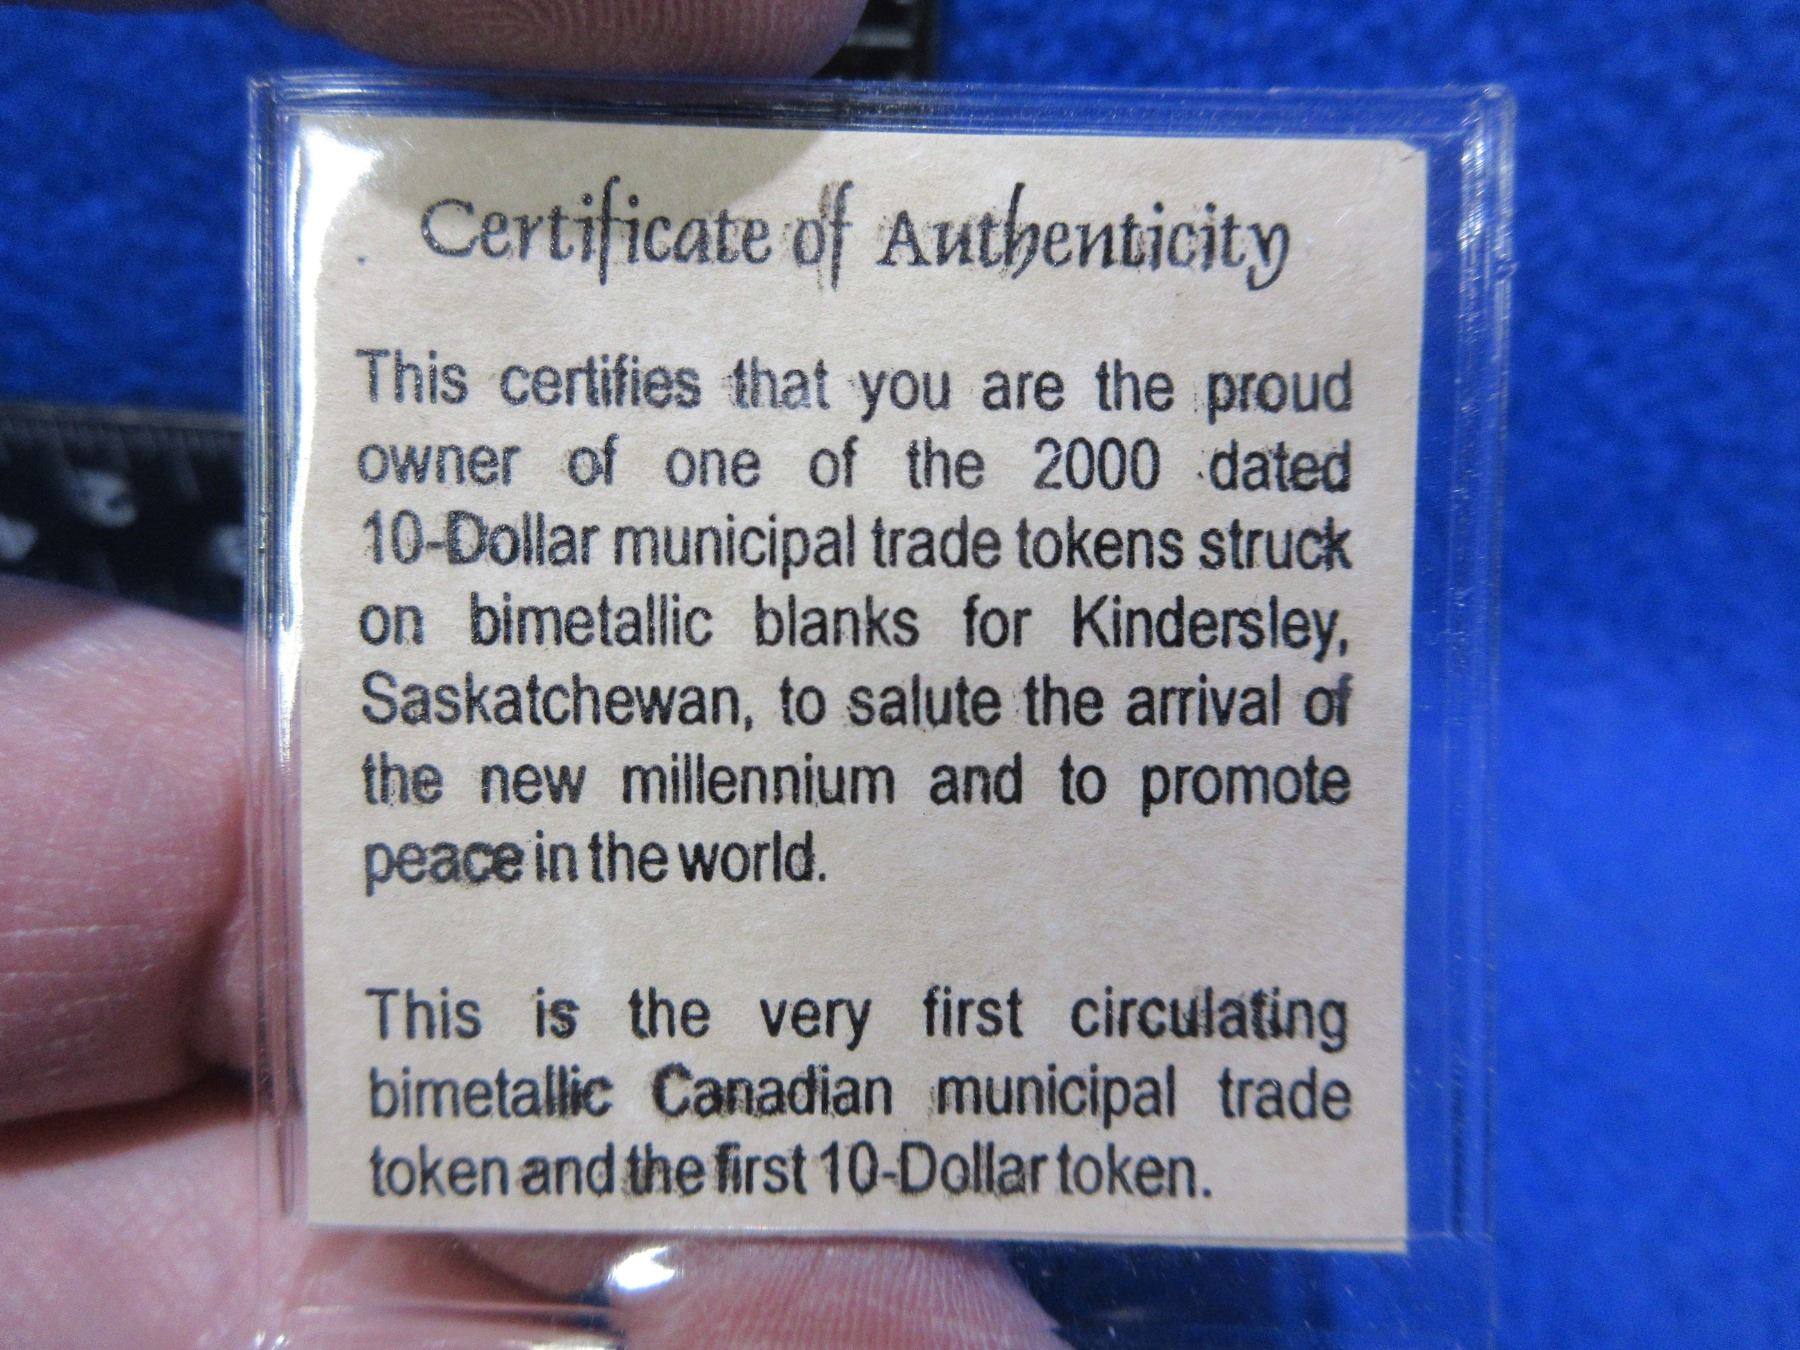 Certificate of Authenticity
This certifies that you are the proud
owner of one of the 2000 dated
10-Dollar municipal trade tokens struck
on bimetallic blanks for Kindersley,
Saskatchewan, to salute the arrival of
the new millennium and to promote
peace in the world.
This is the very first circulating
bimetallic Canadian municipal trade
token and the first 10-Dollar token.